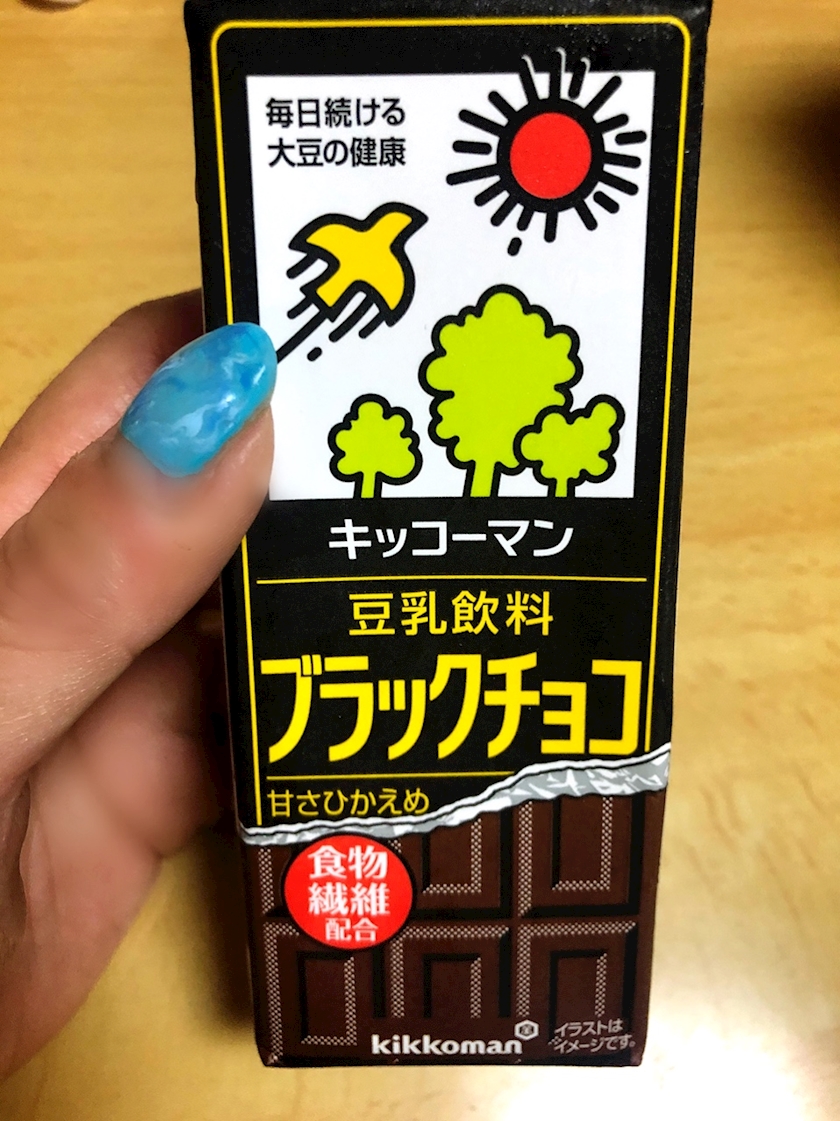 毎日続ける
大豆の健康
キッコーマン
豆乳飲料
ブラックチョコ
甘さひかえめ
食物
繊維
配合
kikkoman
イラストは
イメージです。